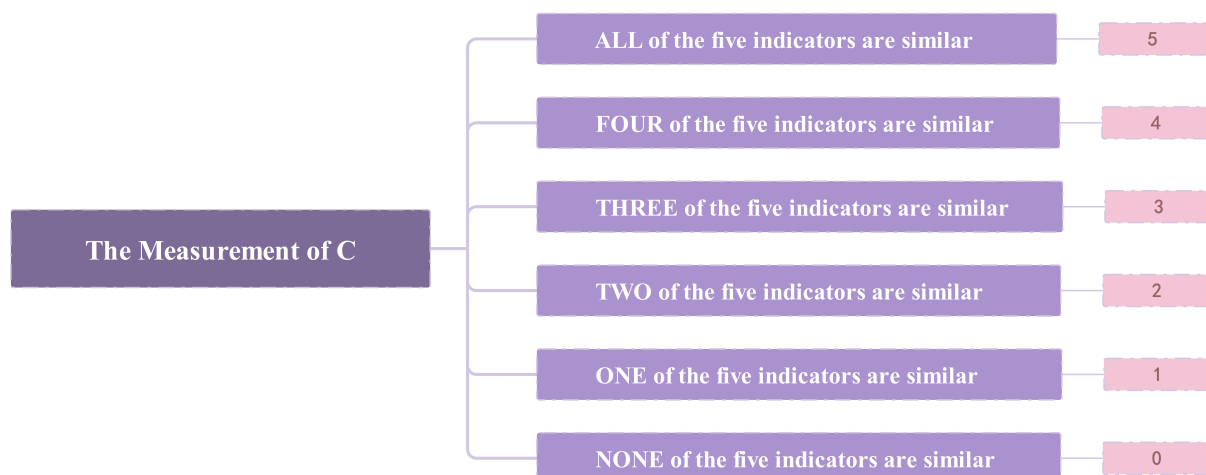 ALL of the five indicators are similar 5
FOUR of the five indicators are similar 4
THREE of the five indicators are similar 3
The Measurement of C
TWO of the five indicators are similar 2
ONE of the five indicators are similar 1
NONE of the five indicators are similar 0